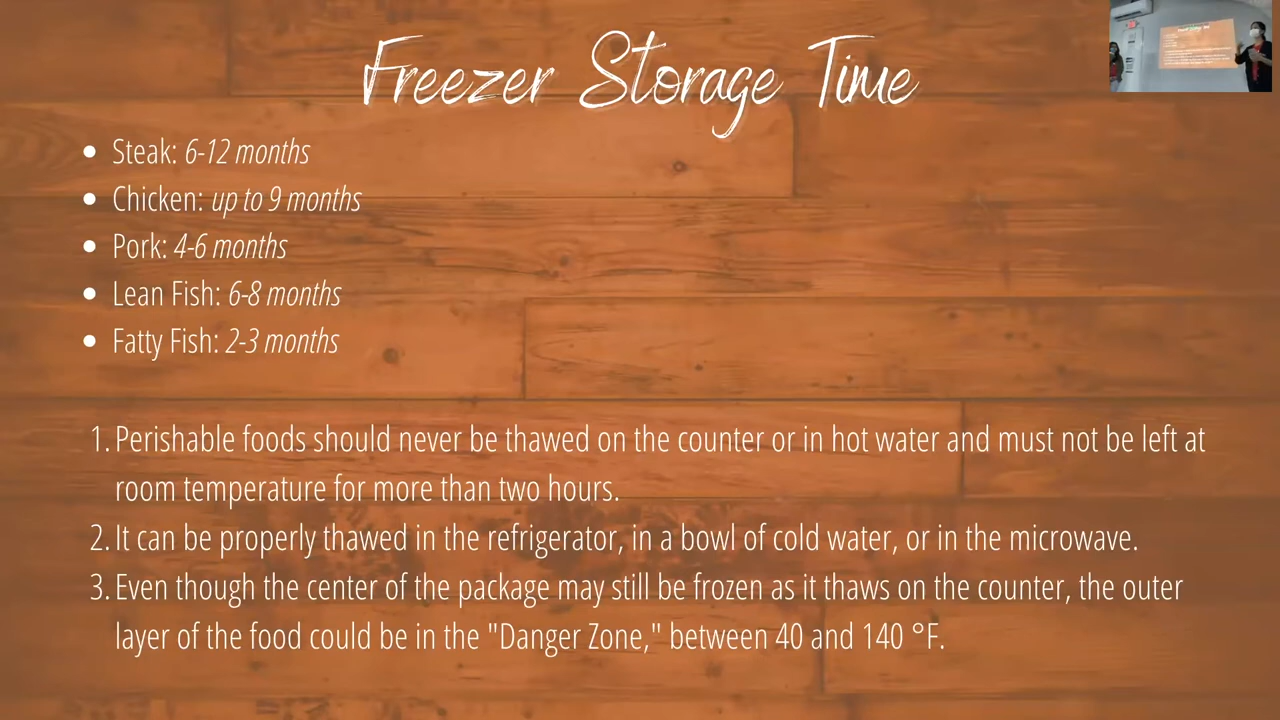 Freezer Storage Time
• Steak: 6-12 months
• Chicken: up to 9 months
• Pork: 4-6 months
• Lean Fish: 6-8 months
• Fatty Fish: 2-3 months
1. Perishable foods should never be thawed on the counter or in hot water and must not be left at
room temperature for more than two hours.
2. It can be properly thawed in the refrigerator, in a bowl of cold water, or in the microwave.
3. Even though the center of the package may still be frozen as it thaws on the counter, the outer
layer of the food could be in the "Danger Zone," between 40 and 140 °F.